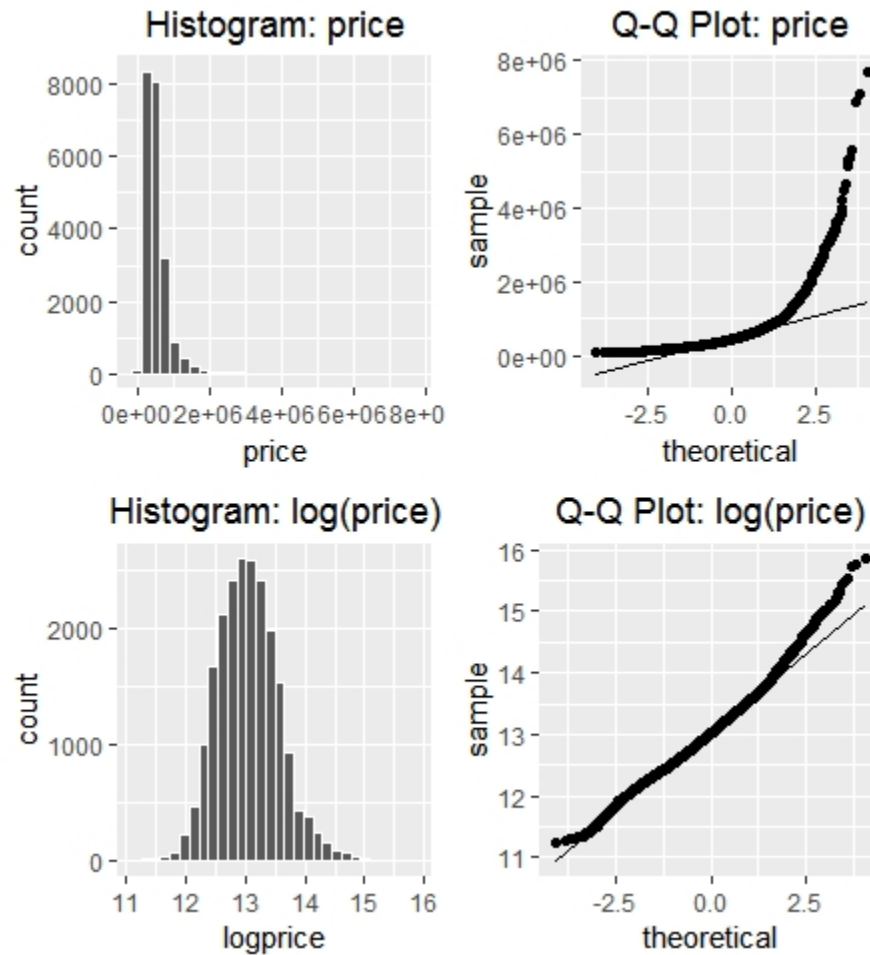 Histogram: price
8000
6000
4000
2000
0
count
0e+002e+064e+066e+068e+0
price
Q-Q Plot: price
8e+06
6e+06
4e+06
2e+06
0e+00
sample
-2.5 0.0 2.5
theoretical
Histogram: log(price)
2000
1000
0
count
11 12 13 14 15 16
logprice
Q-Q Plot: log(price)
16
15
14
13
12
11
sample
-2.5 0.0 2.5
theoretical